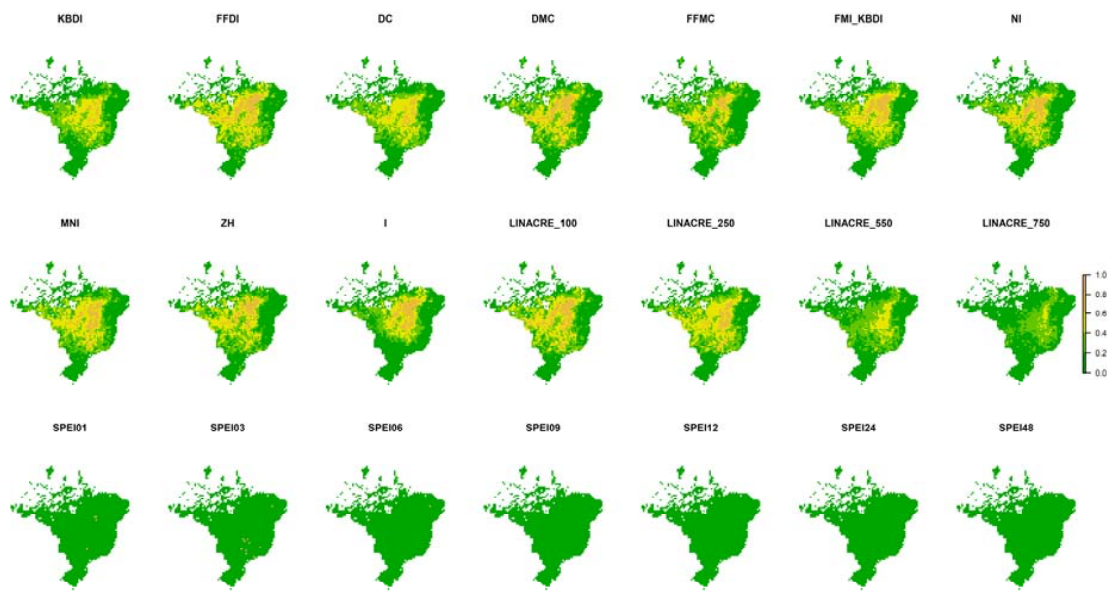 KBDI FFDI DC DMC FFMC FMI_KBDI NI
MNI ZH I LINACRE_100 LINACRE_250 LINACRE_550 LINACRE_750
1.0
0.8
0.6
0.4
0.2
0.0
SPEI01 SPEI03 SPEI06 SPEI09 SPEI12 SPEI24 SPEI48